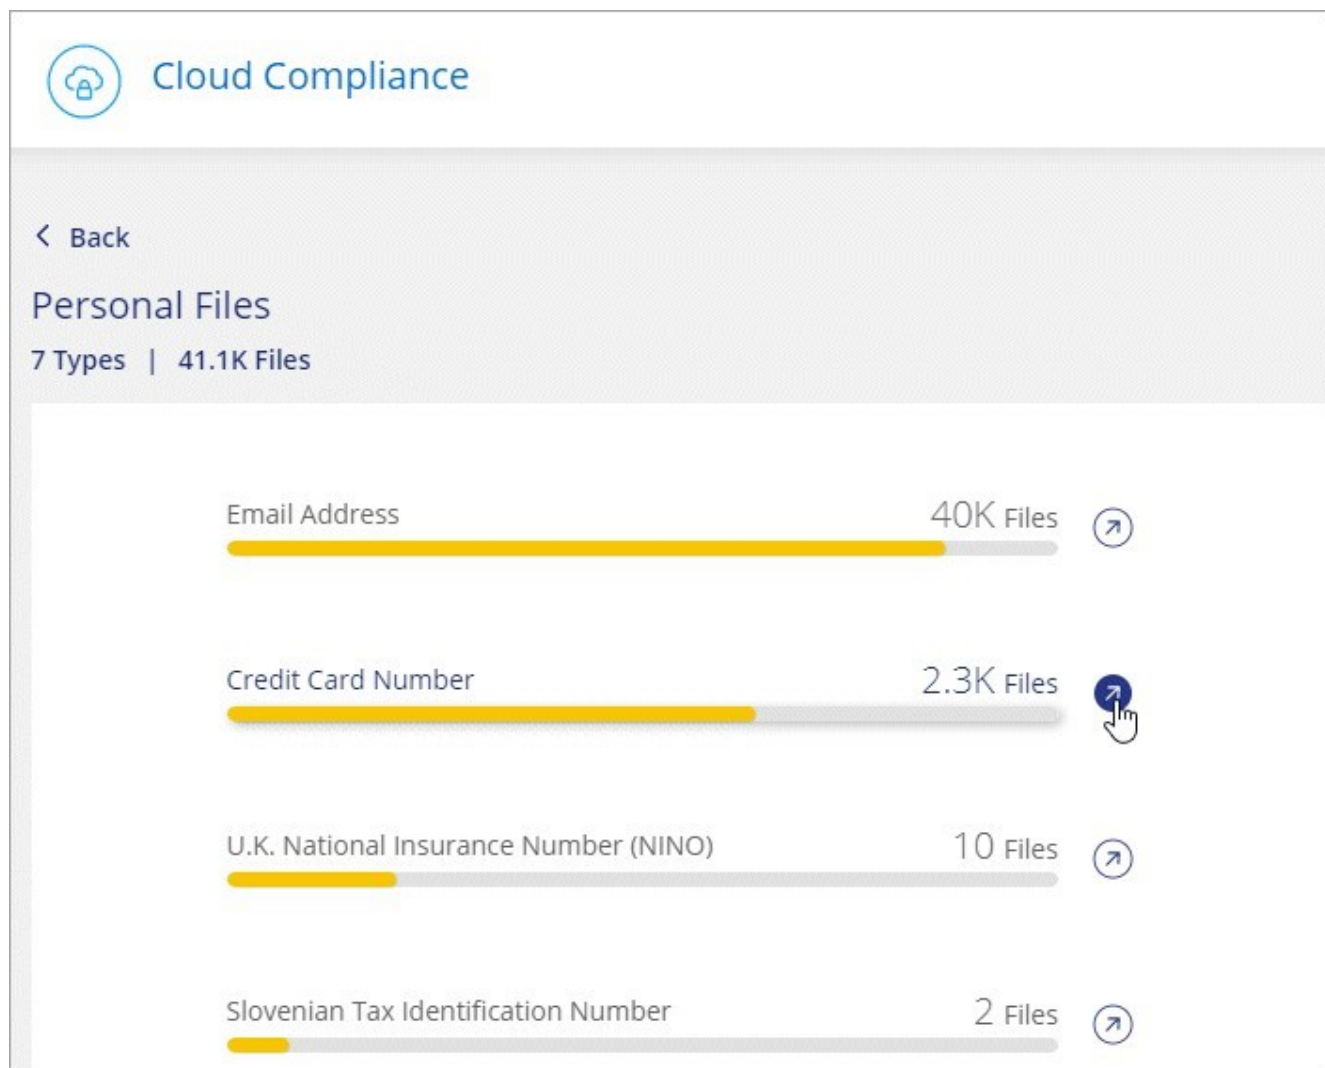 Cloud Compliance
Back
Personal Files
7 Types | 41.1K Files
Email Address 40K Files
Credit Card Number 2.3K Files
U.K. National Insurance Number (NINO) 10 Files
Slovenian Tax Identification Number 2 Files